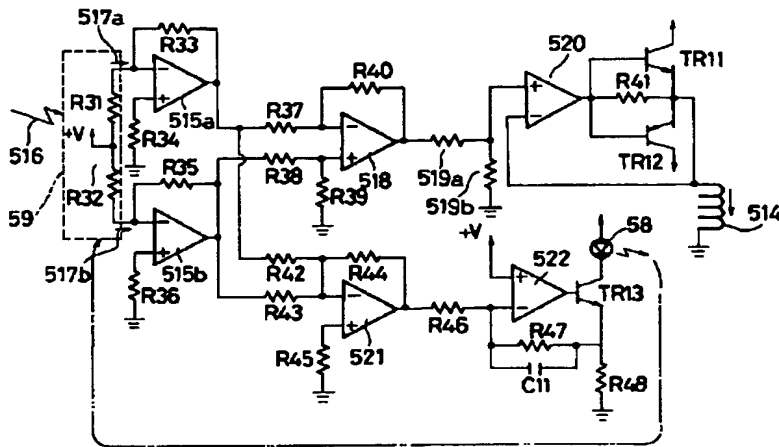 517a
R33
520
TR11
R31
R40
R41
515a
R37
516
+V
R34
TR12
R35
R38
518
519a
59
R32
R39
519b
514
58
+V
517b
515b
R42
R44
522
R36
R43
R46
TR13
R47
R45
521
C11
R48